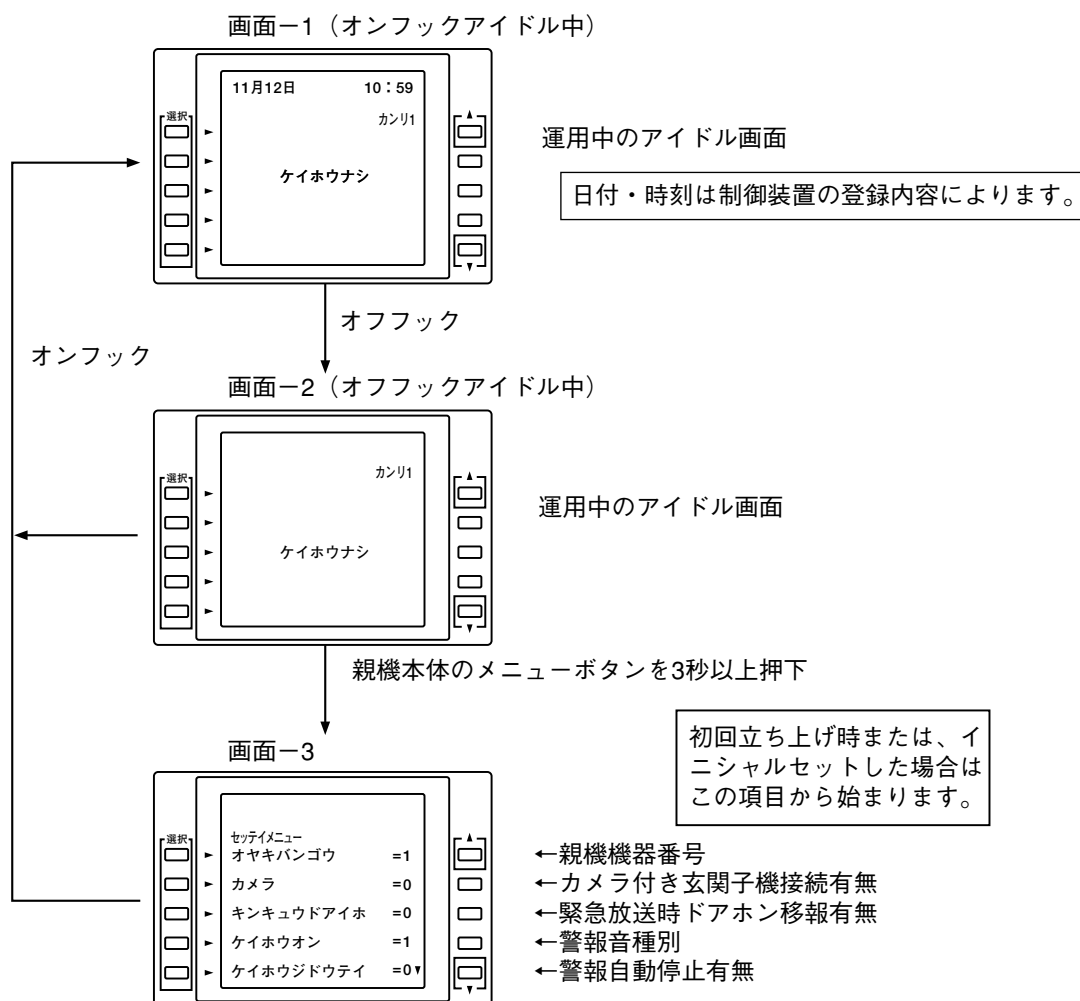 画面－1（オンフックアイドル中）
11月12日 10：59
選択
カンリ1
ケイホウナシ
運用中のアイドル画面
日付・時刻は制御装置の登録内容によります。
オフフック
オンフック
画面－2（オフフックアイドル中）
選択
カンリ1
ケイホウナシ
運用中のアイドル画面
親機本体のメニューボタンを3秒以上押下
画面－3
初回立ち上げ時または、イ
ニシャルセットした場合は
この項目から始まります。
選択
セッテイメニュー
オヤキバンゴウ =1 ←親機機器番号
カメラ =0 ←カメラ付き玄関子機接続有無
キンキュウドアイホ =0 ←緊急放送時ドアホン移報有無
ケイホウオン =1 ←警報音種別
ケイホウジドウテイ =0 ←警報自動停止有無